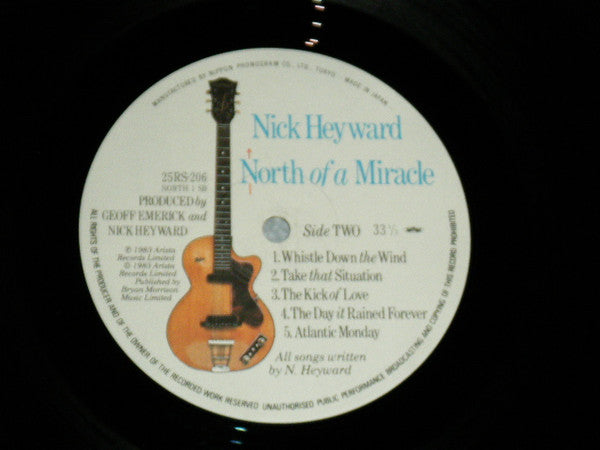 MANUFACTURED BY NIPPON PHONOGRAM CO., LTD., TOKYO MADE IN JAPAN
Nick Heyward
North of a Miracle
25RS-206
NORTH 1 SB
PRODUCED by
GEOFF EMERICK and
NICK HEYWARD
Side TWO 33⅓
℗ 1983 Arista
Records Limited
© 1983 Arista
Records Limited
Published by
Bryan Morrison
Music Limited
1. Whistle Down the Wind
2. Take that Situation
3. The Kick of Love
4. The Day it Rained Forever
5. Atlantic Monday
All songs written
by N. Heyward
ALL RIGHTS OF THE PRODUCER AND OF THE OWNER OF THE RECORDED WORK RESERVED UNAUTHORISED PUBLIC PERFORMANCE BROADCASTING AND COPYING OF THIS RECORD PROHIBITED